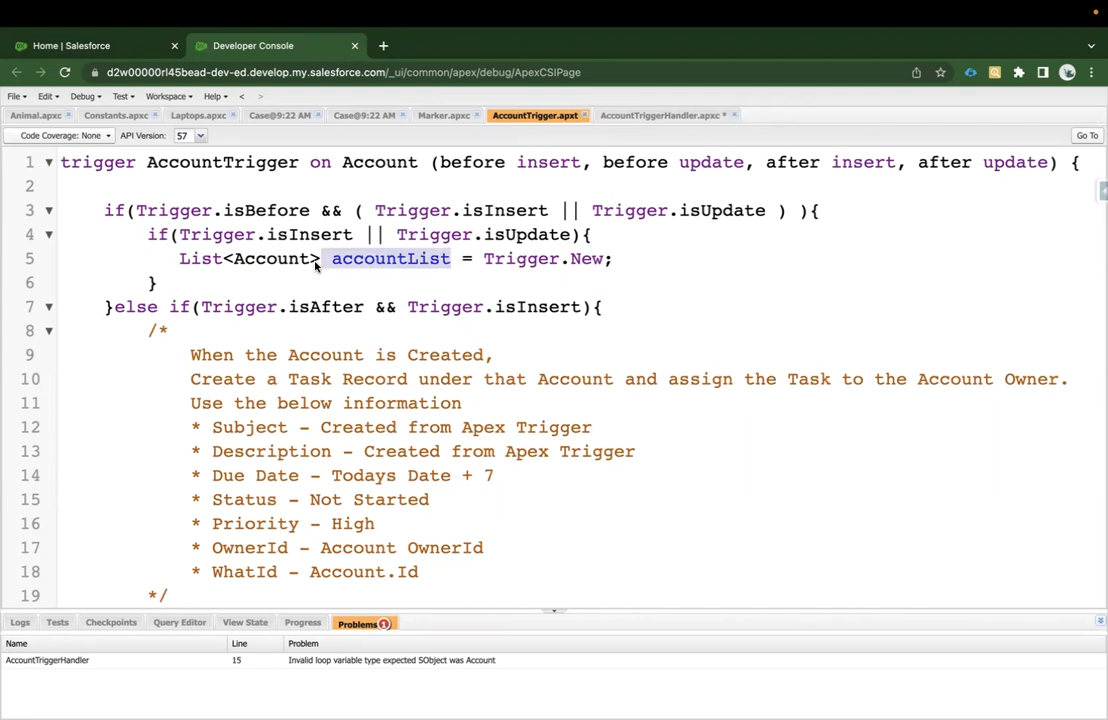 Home | Salesforce
Developer Console
d2w00000rl45bead-dev-ed.develop.my.salesforce.com/_ui/common/apex/debug/ApexCSIPage
File Edit Debug Test Workspace Help < >
Animal.apxc Constants.apxc Laptops.apxc Case@9:22 AM Case@9:22 AM Marker.apxc AccountTrigger.apxt AccountTriggerHandler.apxc *
Code Coverage: None API Version: 57 Go To
1 trigger AccountTrigger on Account (before insert, before update, after insert, after update) {
2
3 if(Trigger.isBefore && ( Trigger.isInsert || Trigger.isUpdate ) ){
4 if(Trigger.isInsert || Trigger.isUpdate){
5 List<Account> accountList = Trigger.New;
6 }
7 }else if(Trigger.isAfter && Trigger.isInsert){
8 /*
9 When the Account is Created,
10 Create a Task Record under that Account and assign the Task to the Account Owner.
11 Use the below information
12 * Subject - Created from Apex Trigger
13 * Description - Created from Apex Trigger
14 * Due Date - Todays Date + 7
15 * Status - Not Started
16 * Priority - High
17 * OwnerId - Account OwnerId
18 * WhatId - Account.Id
19 */
Logs Tests Checkpoints Query Editor View State Progress Problems 1
Name Line Problem
AccountTriggerHandler 15 Invalid loop variable type expected SObject was Account